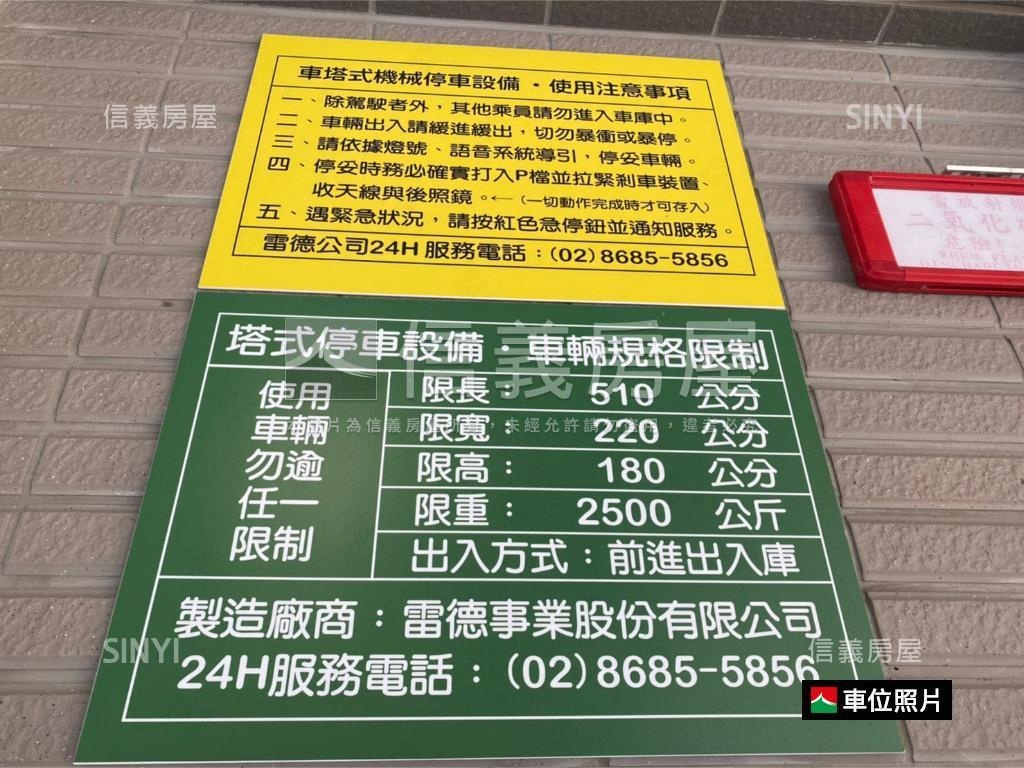 車塔式機械停車設備・使用注意事項
一、除駕駛者外，其他乘員請勿進入車庫中。
二、車輛出入請緩進緩出，切勿暴衝或暴停。
三、請依據燈號、語音系統導引，停妥車輛。
四、停妥時務必確實打入P檔並拉緊剎車裝置、
收天線與後照鏡。←（一切動作完成時才可存入）
五、遇緊急狀況，請按紅色急停鈕並通知服務。
雷德公司24H服務電話：(02)8685-5856
塔式停車設備・車輛規格限制
使用
車輛
勿逾
任一
限制
限長： 510 公分
限寬： 220 公分
限高： 180 公分
限重： 2500 公斤
出入方式：前進出入庫
製造廠商：雷德事業股份有限公司
24H服務電話：(02)8685-5856
二氧化
危險!
信義房屋
SINYI
信義房屋
SINYI
信義房屋
車位照片